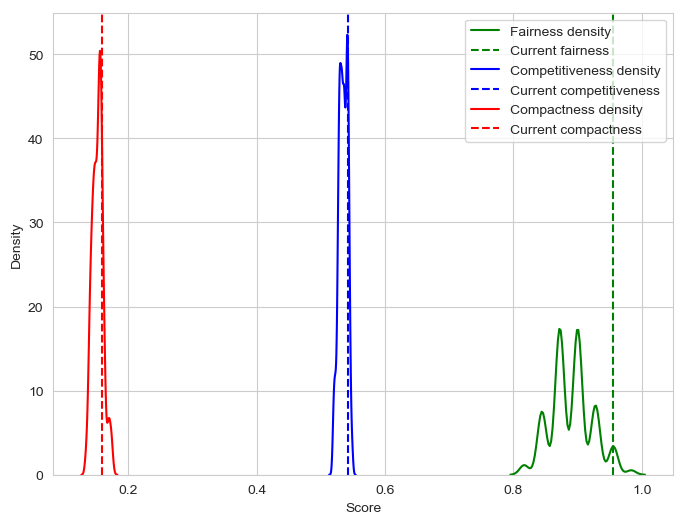 50
40
30
20
10
0
Density
0.2
0.4
0.6
0.8
1.0
Score
Fairness density
Current fairness
Competitiveness density
Current competitiveness
Compactness density
Current compactness